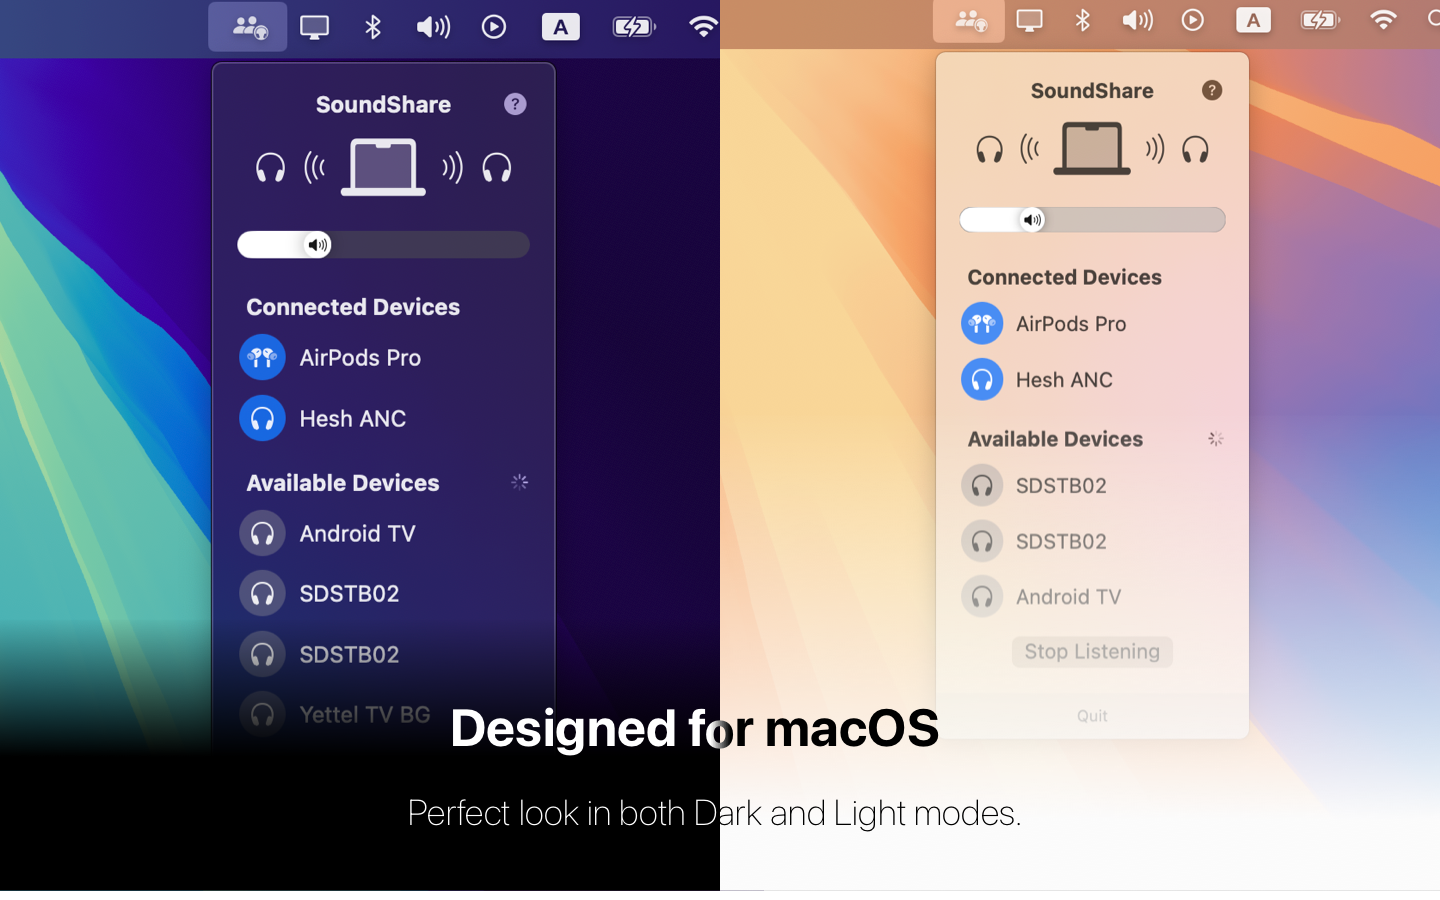 A
SoundShare
?
Connected Devices
AirPods Pro
Hesh ANC
Available Devices
Android TV
SDSTB02
SDSTB02
Yettel TV BG
A
SoundShare
?
Connected Devices
AirPods Pro
Hesh ANC
Available Devices
SDSTB02
SDSTB02
Android TV
Stop Listening
Quit
Designed for macOS
Perfect look in both Dark and Light modes.